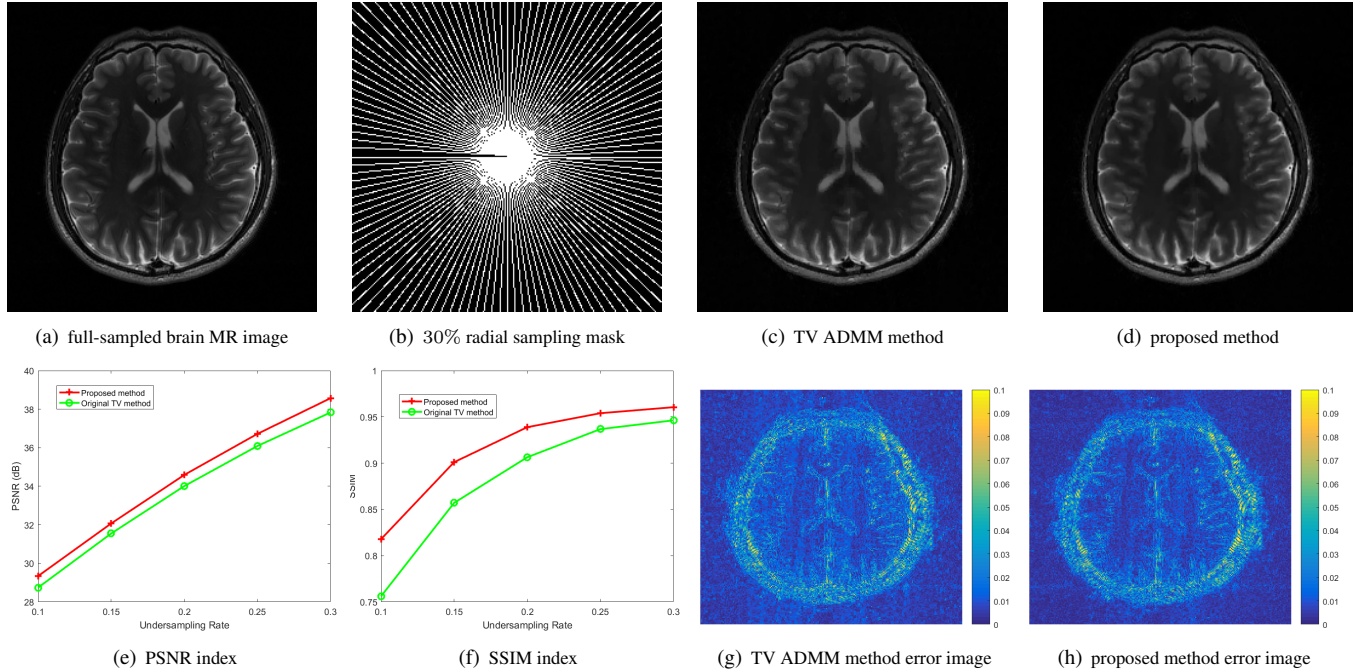 (a) full-sampled brain MR image
(b) 30% radial sampling mask
(c) TV ADMM method
(d) proposed method
40
38
36
34
32
30
28
PSNR (dB)
Proposed method
Original TV method
0.1 0.15 0.2 0.25 0.3
Undersampling Rate
(e) PSNR index
1
0.95
0.9
0.85
0.8
0.75
SSIM
Proposed method
Original TV method
0.1 0.15 0.2 0.25 0.3
Undersampling Rate
(f) SSIM index
0.1
0.09
0.08
0.07
0.06
0.05
0.04
0.03
0.02
0.01
0
(g) TV ADMM method error image
0.1
0.09
0.08
0.07
0.06
0.05
0.04
0.03
0.02
0.01
0
(h) proposed method error image